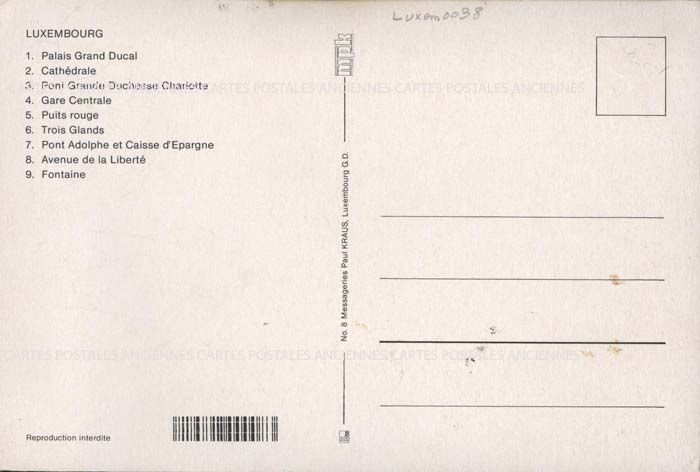 LUXEMBOURG
1. Palais Grand Ducal
2. Cathédrale
3. Pont Grande Duchesse Charlotte
4. Gare Centrale
5. Puits rouge
6. Trois Glands
7. Pont Adolphe et Caisse d'Epargne
8. Avenue de la Liberté
9. Fontaine
Reproduction interdite
mpk
No. 8 Messageries Paul KRAUS, Luxembourg G.D.
Luxem0038
CARTES POSTALES ANCIENNES CARTES POSTALES ANCIENNES CARTES POSTALES ANCIENNES
CARTES POSTALES ANCIENNES CARTES POSTALES ANCIENNES CARTES POSTALES ANCIENNES